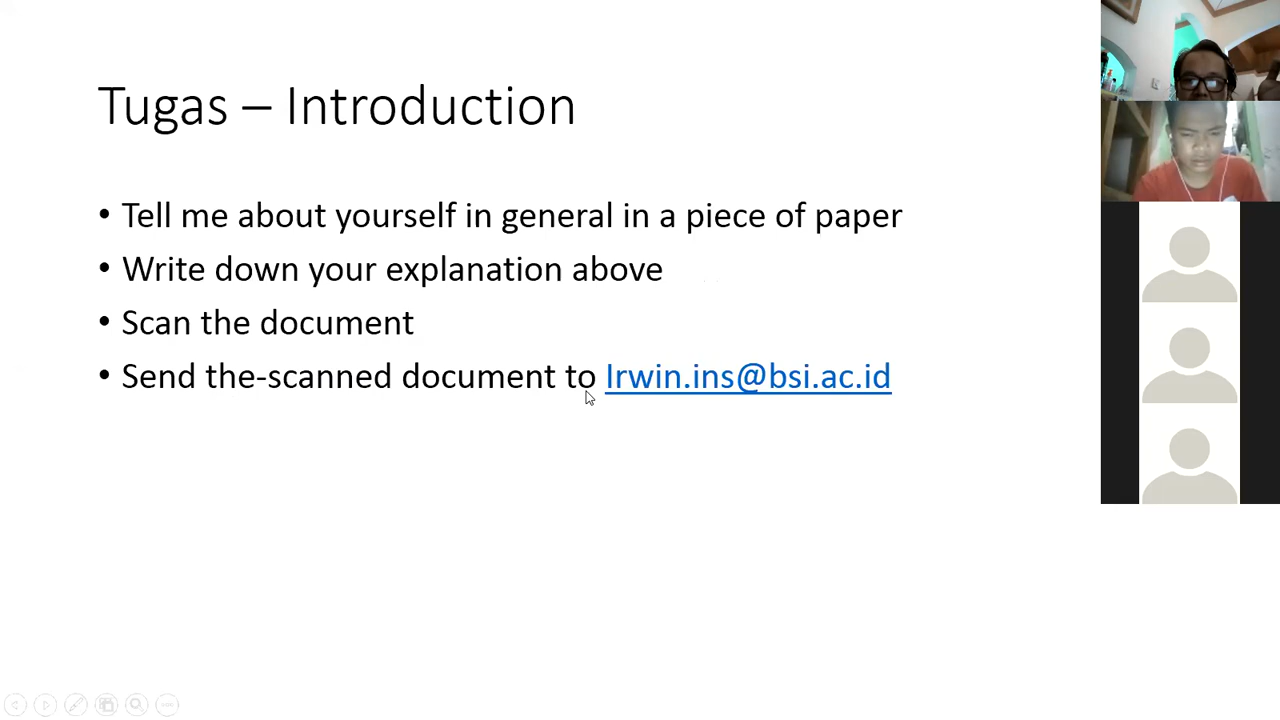 Tugas – Introduction
• Tell me about yourself in general in a piece of paper
• Write down your explanation above
• Scan the document
• Send the-scanned document to Irwin.ins@bsi.ac.id